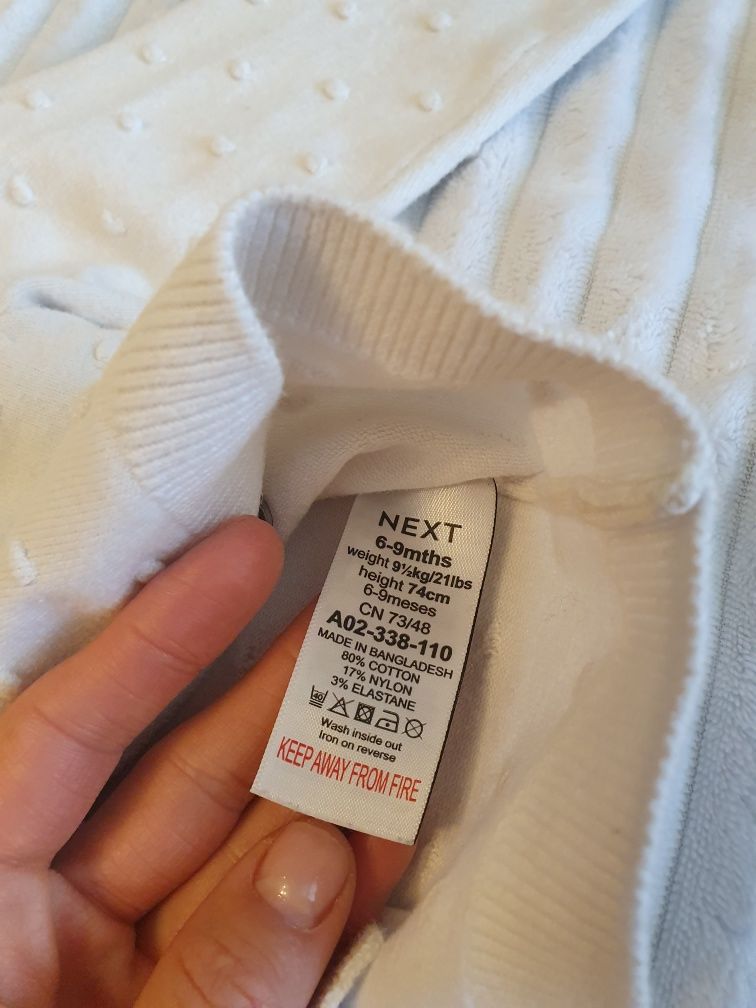 NEXT
6-9mths
weight 9½kg/21lbs
height 74cm
6-9meses
CN 73/48
A02-338-110
MADE IN BANGLADESH
80% COTTON
17% NYLON
3% ELASTANE
40
Wash inside out
Iron on reverse
KEEP AWAY FROM FIRE